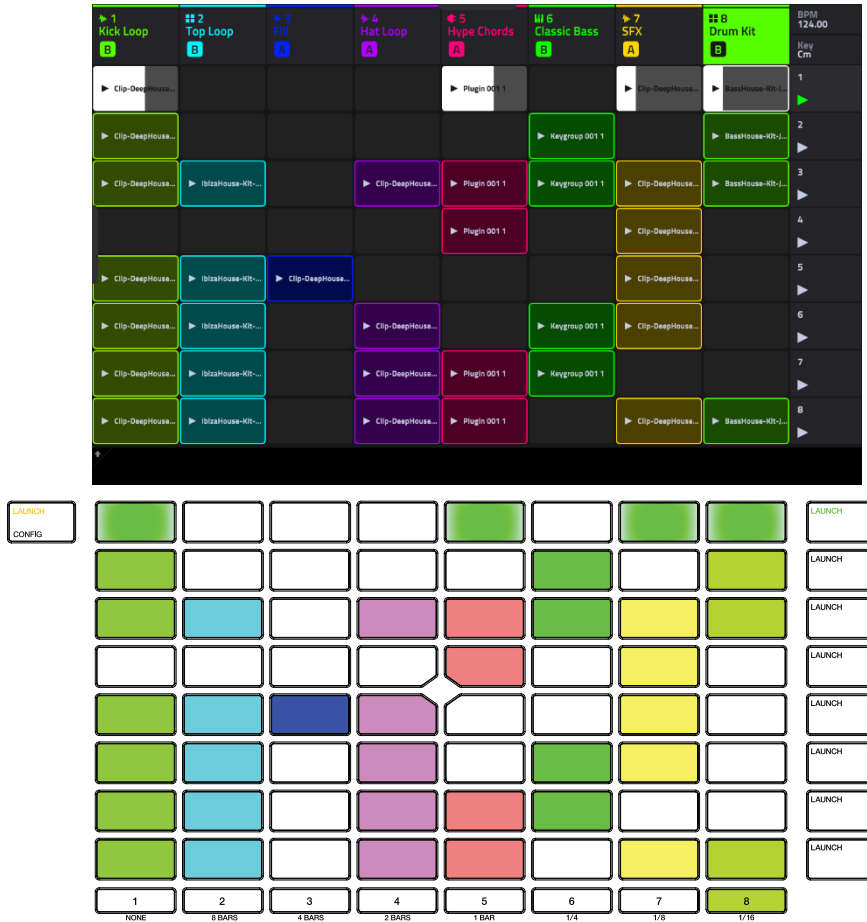 1 2 3 4 5 6 7 8 BPM
Kick Loop Top Loop Fill Hat Loop Hype Chords Classic Bass SFX Drum Kit 124.00
B B A A A B A B Key
Cm
1
Clip-DeepHouse... Plugin 001 1 Clip-DeepHouse... BassHouse-Kit-J...
2
Clip-DeepHouse... Keygroup 001 1 BassHouse-Kit-J...
3
Clip-DeepHouse... IbizaHouse-Kit-... Clip-DeepHouse... Plugin 001 1 Keygroup 001 1 Clip-DeepHouse... BassHouse-Kit-J...
4
Plugin 001 1 Clip-DeepHouse...
5
Clip-DeepHouse... IbizaHouse-Kit-... Clip-DeepHouse... Clip-DeepHouse...
6
Clip-DeepHouse... IbizaHouse-Kit-... Clip-DeepHouse... Keygroup 001 1 Clip-DeepHouse...
7
Clip-DeepHouse... IbizaHouse-Kit-... Clip-DeepHouse... Plugin 001 1 Keygroup 001 1
8
Clip-DeepHouse... IbizaHouse-Kit-... Clip-DeepHouse... Plugin 001 1 Clip-DeepHouse... BassHouse-Kit-J...
LAUNCH LAUNCH
CONFIG
LAUNCH
LAUNCH
LAUNCH
LAUNCH
LAUNCH
LAUNCH
LAUNCH
1 2 3 4 5 6 7 8
NONE 8 BARS 4 BARS 2 BARS 1 BAR 1/4 1/8 1/16